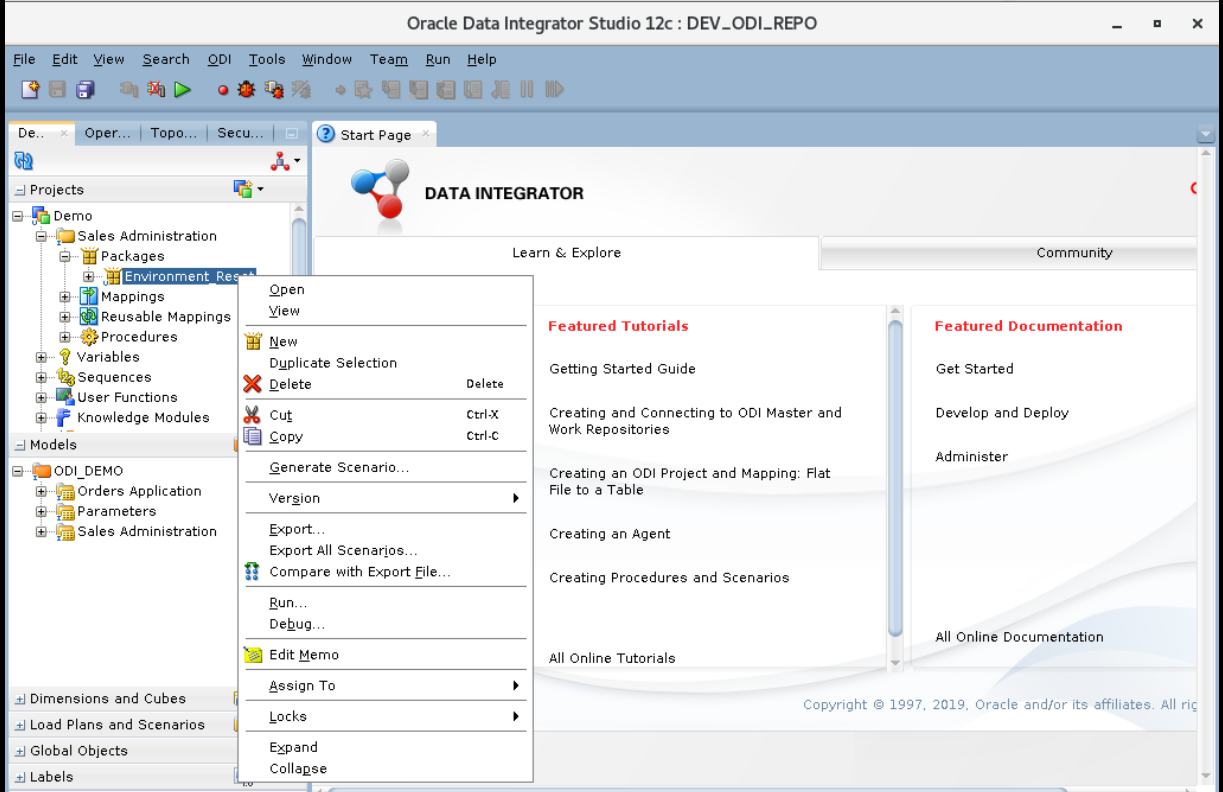 Oracle Data Integrator Studio 12c : DEV_ODI_REPO
File Edit View Search ODI Tools Window Team Run Help
De.. Oper... Topo... Secu...
Start Page
Projects
Demo
Sales Administration
Packages
Environment_Reset
Mappings
Reusable Mappings
Procedures
Variables
Sequences
User Functions
Knowledge Modules
Models
ODI_DEMO
Orders Application
Parameters
Sales Administration
Dimensions and Cubes
Load Plans and Scenarios
Global Objects
Labels
Open
View
New
Duplicate Selection
Delete Delete
Cut Ctrl-X
Copy Ctrl-C
Generate Scenario...
Version
Export...
Export All Scenarios...
Compare with Export File...
Run...
Debug...
Edit Memo
Assign To
Locks
Expand
Collapse
DATA INTEGRATOR
Learn & Explore
Community
Featured Tutorials
Getting Started Guide
Creating and Connecting to ODI Master and
Work Repositories
Creating an ODI Project and Mapping: Flat
File to a Table
Creating an Agent
Creating Procedures and Scenarios
All Online Tutorials
Featured Documentation
Get Started
Develop and Deploy
Administer
All Online Documentation
Copyright © 1997, 2019, Oracle and/or its affiliates. All rig